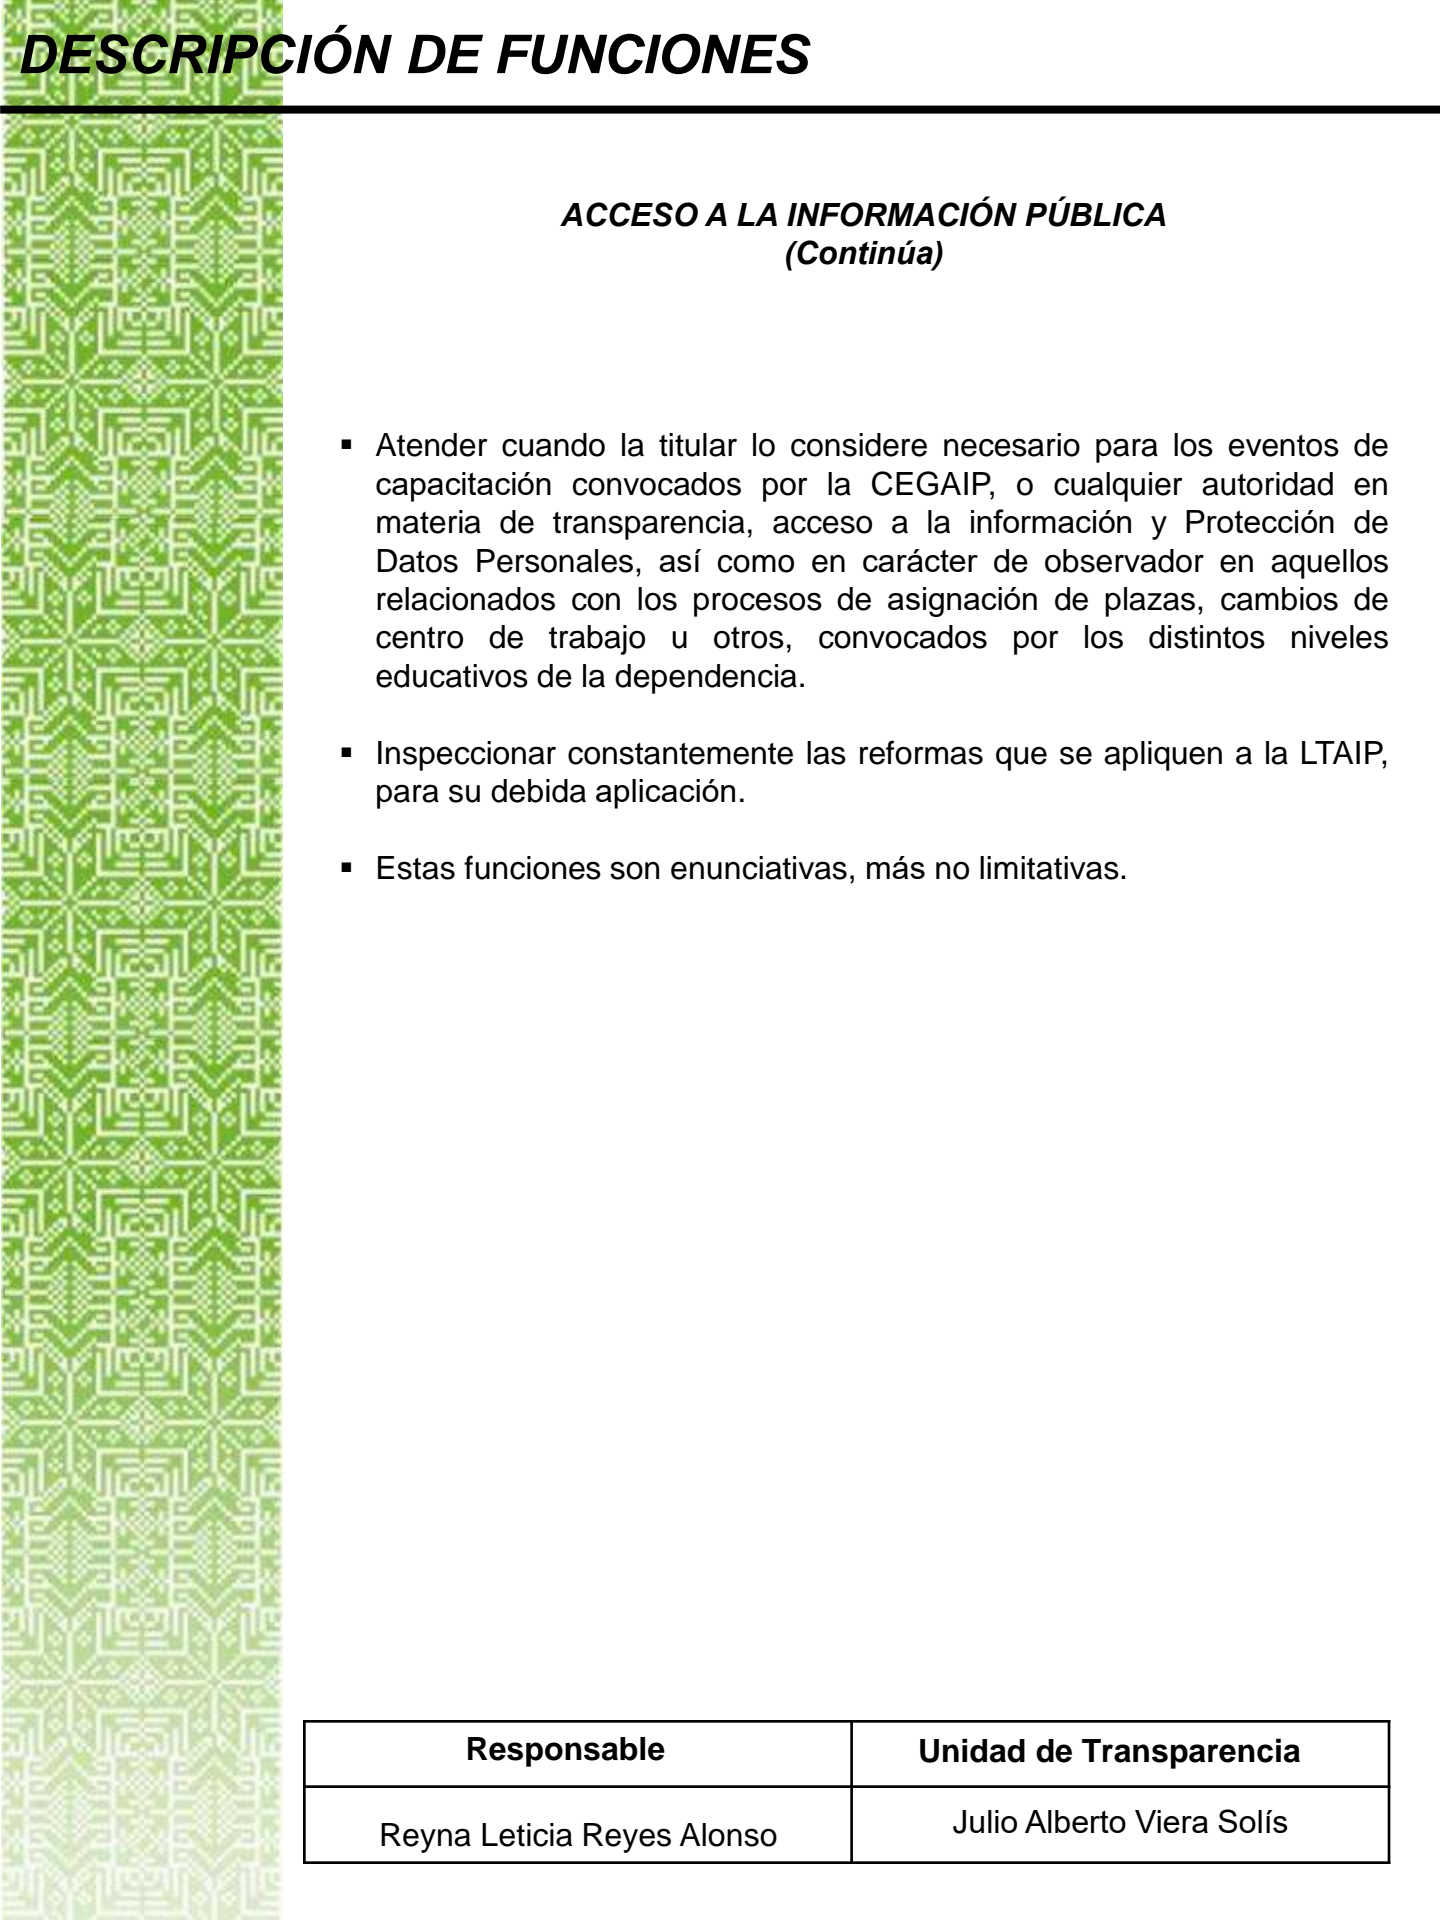 DESCRIPCIÓN DE FUNCIONES
ACCESO A LA INFORMACIÓN PÚBLICA
(Continúa)
▪ Atender cuando la titular lo considere necesario para los eventos de
capacitación convocados por la CEGAIP, o cualquier autoridad en
materia de transparencia, acceso a la información y Protección de
Datos Personales, así como en carácter de observador en aquellos
relacionados con los procesos de asignación de plazas, cambios de
centro de trabajo u otros, convocados por los distintos niveles
educativos de la dependencia.
▪ Inspeccionar constantemente las reformas que se apliquen a la LTAIP,
para su debida aplicación.
▪ Estas funciones son enunciativas, más no limitativas.
Responsable
Unidad de Transparencia
Reyna Leticia Reyes Alonso
Julio Alberto Viera Solís